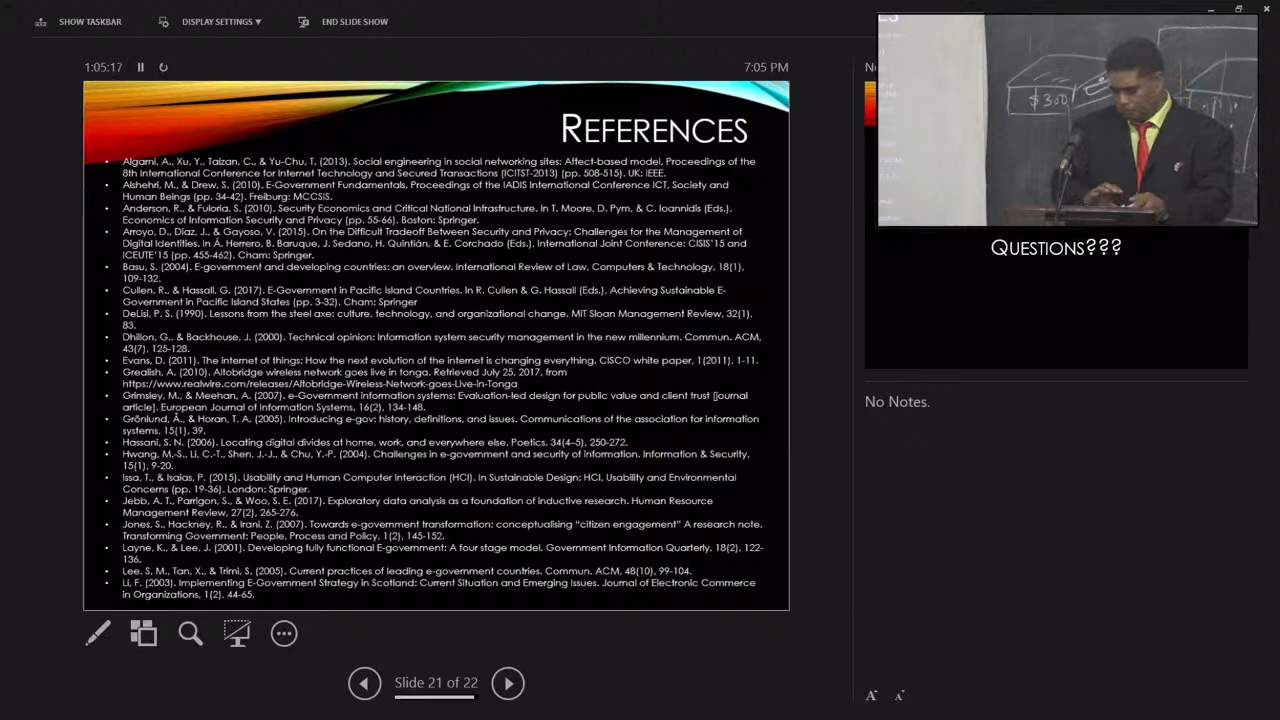 SHOW TASKBAR
DISPLAY SETTINGS ▼
END SLIDE SHOW
1:05:17
7:05 PM
REFERENCES
• Algarni, A., Xu, Y., Taizan, C., & Yu-Chu, T. (2013). Social engineering in social networking sites: Affect-based model, Proceedings of the
8th International Conference for Internet Technology and Secured Transactions (ICITST-2013) (pp. 508-515). UK: IEEE.
• Alshehri, M., & Drew, S. (2010). E-Government Fundamentals, Proceedings of the IADIS International Conference ICT, Society and
Human Beings (pp. 34-42). Freiburg: MCCSIS.
• Anderson, R., & Fuloria, S. (2010). Security Economics and Critical National Infrastructure. In T. Moore, D. Pym, & C. Ioannidis (Eds.),
Economics of Information Security and Privacy (pp. 55-66). Boston: Springer.
• Arroyo, D., Diaz, J., & Gayoso, V. (2015). On the Difficult Tradeoff Between Security and Privacy: Challenges for the Management of
Digital Identities. In Á. Herrero, B. Baruque, J. Sedano, H. Quintián, & E. Corchado (Eds.), International Joint Conference: CISIS'15 and
ICEUTE'15 (pp. 455-462). Cham: Springer.
• Basu, S. (2004). E-government and developing countries: an overview. International Review of Law, Computers & Technology, 18(1),
109-132.
• Cullen, R., & Hassall, G. (2017). E-Government in Pacific Island Countries. In R. Cullen & G. Hassall (Eds.), Achieving Sustainable E-
Government in Pacific Island States (pp. 3-32). Cham: Springer
• DeLisi, P. S. (1990). Lessons from the steel axe: culture, technology, and organizational change. MIT Sloan Management Review, 32(1),
83.
• Dhillon, G., & Backhouse, J. (2000). Technical opinion: Information system security management in the new millennium. Commun. ACM,
43(7), 125-128.
• Evans, D. (2011). The internet of things: How the next evolution of the internet is changing everything. CISCO white paper, 1(2011), 1-11.
• Grealish, A. (2010). Altobridge wireless network goes live in tonga. Retrieved July 25, 2017, from
https://www.realwire.com/releases/Altobridge-Wireless-Network-goes-Live-in-Tonga
• Grimsley, M., & Meehan, A. (2007). e-Government information systems: Evaluation-led design for public value and client trust [journal
article]. European Journal of Information Systems, 16(2), 134-148.
• Grönlund, Å., & Horan, T. A. (2005). Introducing e-gov: history, definitions, and issues. Communications of the association for information
systems, 15(1), 39.
• Hassani, S. N. (2006). Locating digital divides at home, work, and everywhere else. Poetics, 34(4–5), 250-272.
• Hwang, M.-S., Li, C.-T., Shen, J.-J., & Chu, Y.-P. (2004). Challenges in e-government and security of information. Information & Security,
15(1), 9-20.
• Issa, T., & Isaias, P. (2015). Usability and Human Computer Interaction (HCI). In Sustainable Design: HCI, Usability and Environmental
Concerns (pp. 19-36). London: Springer.
• Jebb, A. T., Parrigon, S., & Woo, S. E. (2017). Exploratory data analysis as a foundation of inductive research. Human Resource
Management Review, 27(2), 265-276.
• Jones, S., Hackney, R., & Irani, Z. (2007). Towards e-government transformation: conceptualising “citizen engagement” A research note.
Transforming Government: People, Process and Policy, 1(2), 145-152.
• Layne, K., & Lee, J. (2001). Developing fully functional E-government: A four stage model. Government Information Quarterly, 18(2), 122-
136.
• Lee, S. M., Tan, X., & Trimi, S. (2005). Current practices of leading e-government countries. Commun. ACM, 48(10), 99-104.
• Li, F. (2003). Implementing E-Government Strategy in Scotland: Current Situation and Emerging Issues. Journal of Electronic Commerce
in Organizations, 1(2), 44-65.
Slide 21 of 22
$300
QUESTIONS???
No Notes.
A A